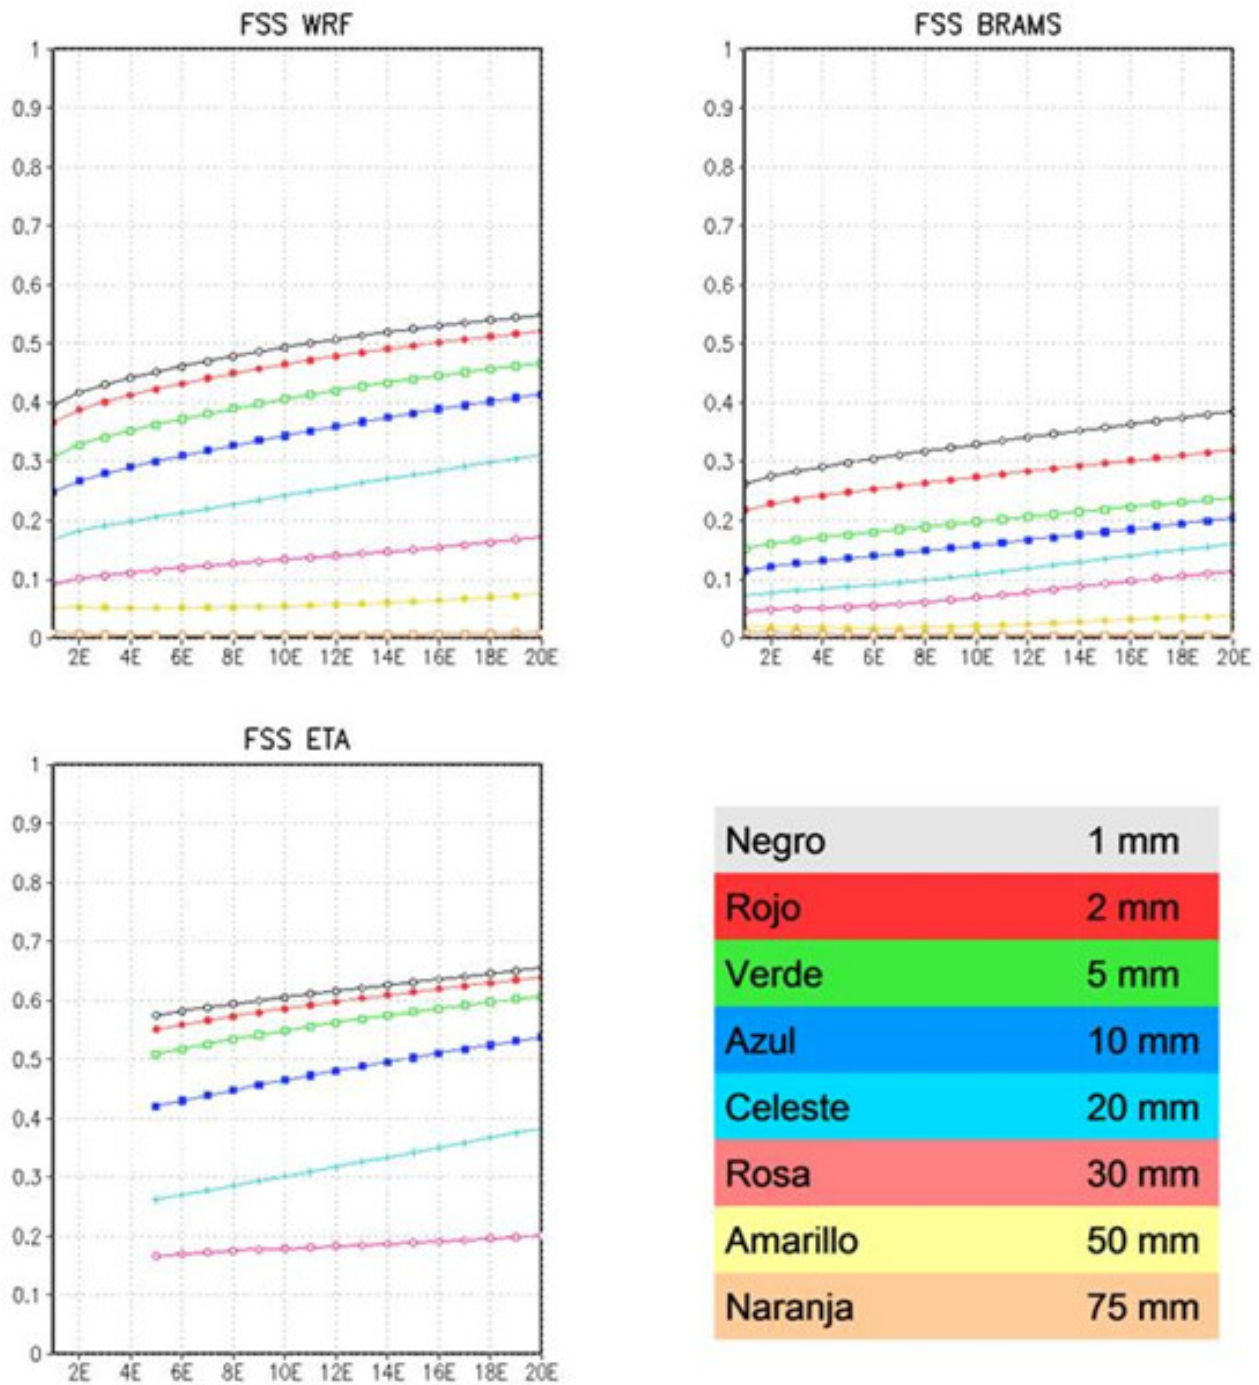 FSS WRF
1
0.9
0.8
0.7
0.6
0.5
0.4
0.3
0.2
0.1
0
2E 4E 6E 8E 10E 12E 14E 16E 18E 20E
FSS BRAMS
1
0.9
0.8
0.7
0.6
0.5
0.4
0.3
0.2
0.1
0
2E 4E 6E 8E 10E 12E 14E 16E 18E 20E
FSS ETA
1
0.9
0.8
0.7
0.6
0.5
0.4
0.3
0.2
0.1
0
2E 4E 6E 8E 10E 12E 14E 16E 18E 20E
Negro 1 mm
Rojo 2 mm
Verde 5 mm
Azul 10 mm
Celeste 20 mm
Rosa 30 mm
Amarillo 50 mm
Naranja 75 mm